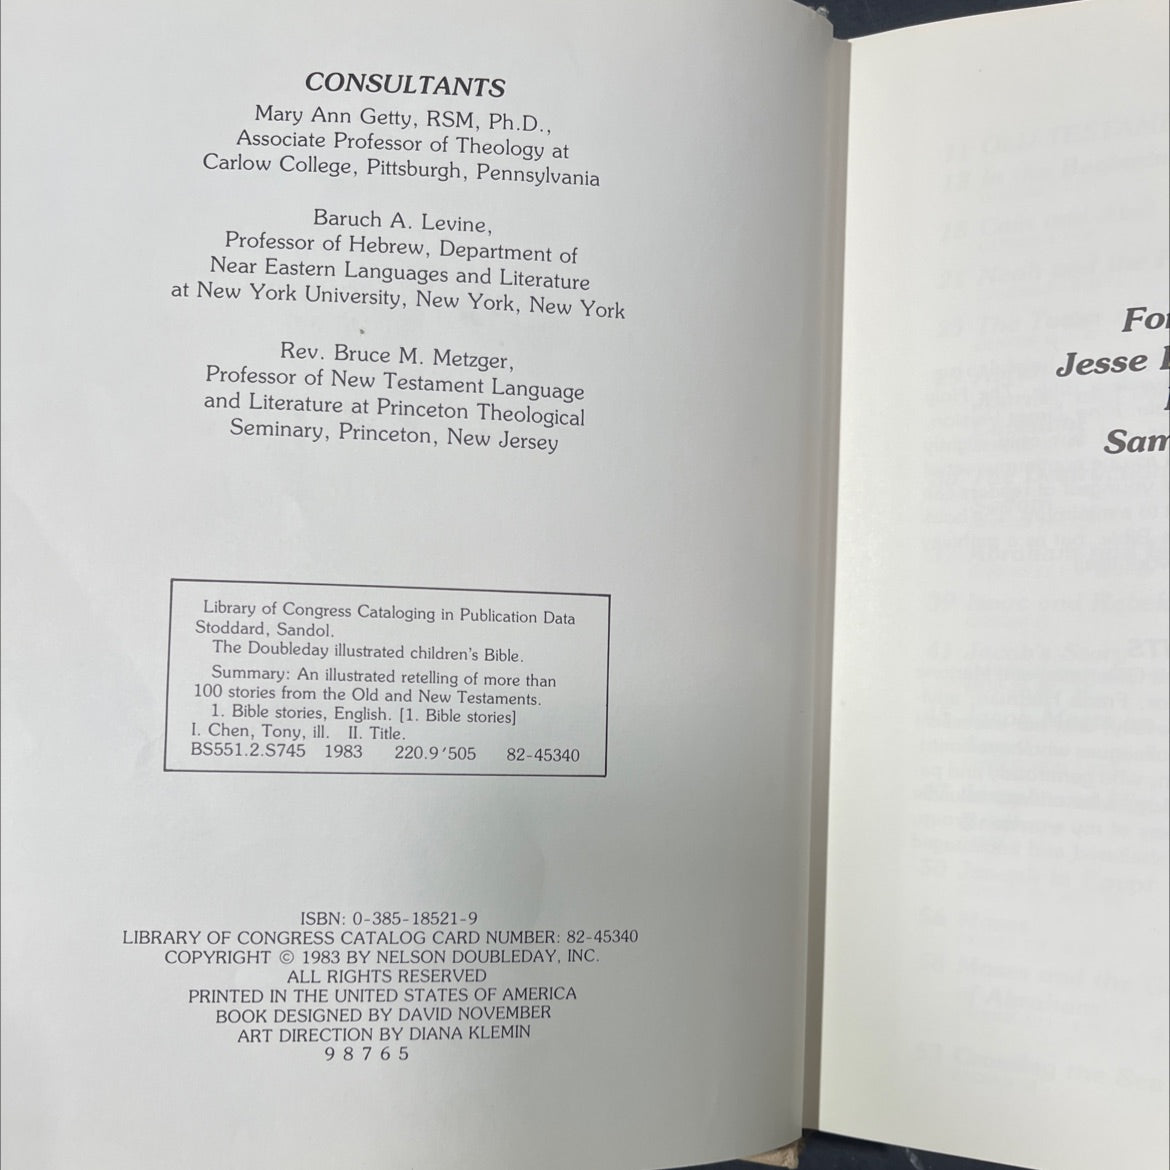 CONSULTANTS
Mary Ann Getty, RSM, Ph.D.,
Associate Professor of Theology at
Carlow College, Pittsburgh, Pennsylvania
Baruch A. Levine,
Professor of Hebrew, Department of
Near Eastern Languages and Literature
at New York University, New York, New York
Rev. Bruce M. Metzger,
Professor of New Testament Language
and Literature at Princeton Theological
Seminary, Princeton, New Jersey
Library of Congress Cataloging in Publication Data
Stoddard, Sandol.
The Doubleday illustrated children's Bible.
Summary: An illustrated retelling of more than
100 stories from the Old and New Testaments.
1. Bible stories, English. [1. Bible stories]
I. Chen, Tony, ill. II. Title.
BS551.2.S745 1983 220.9′505 82-45340
ISBN: 0-385-18521-9
LIBRARY OF CONGRESS CATALOG CARD NUMBER: 82-45340
COPYRIGHT © 1983 BY NELSON DOUBLEDAY, INC.
ALL RIGHTS RESERVED
PRINTED IN THE UNITED STATES OF AMERICA
BOOK DESIGNED BY DAVID NOVEMBER
ART DIRECTION BY DIANA KLEMIN
9 8 7 6 5
Jesse